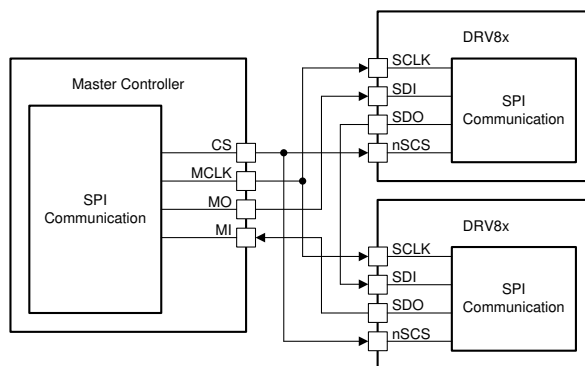 Master Controller
SPI
Communication
CS
MCLK
MO
MI
DRV8x
SCLK
SDI
SDO
nSCS
SPI
Communication
DRV8x
SCLK
SDI
SDO
nSCS
SPI
Communication